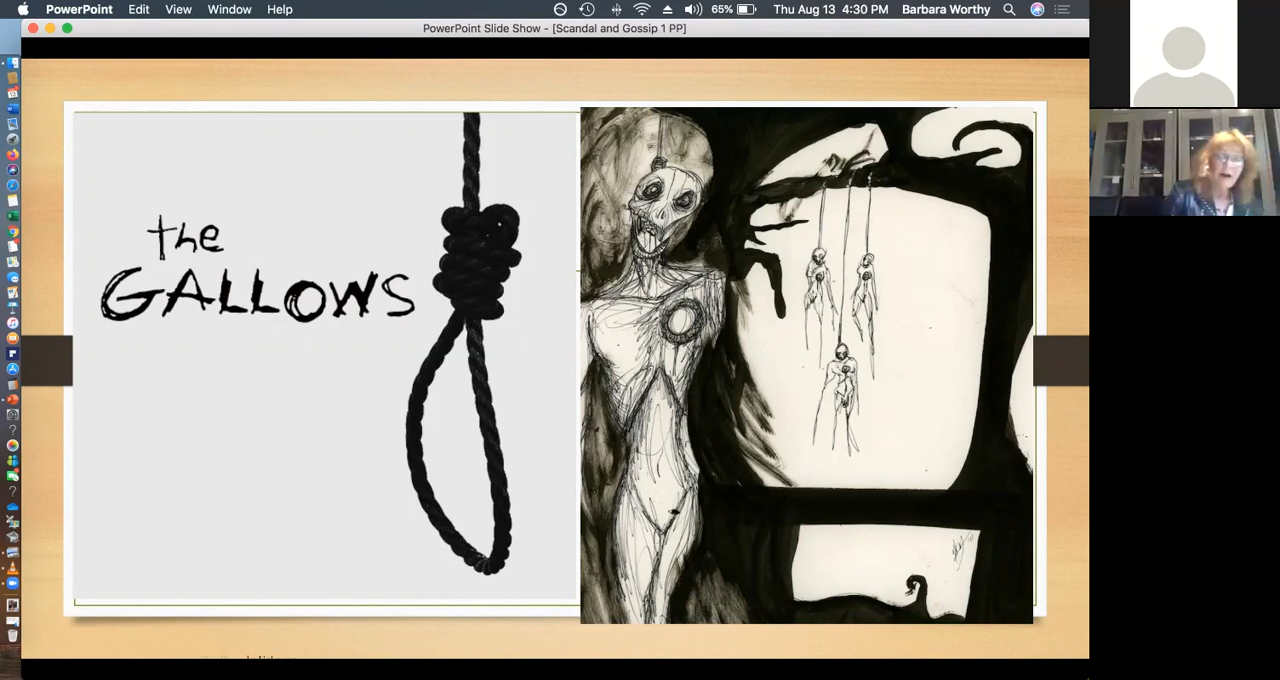 PowerPoint File Edit View Window Help 65% Thu Aug 13 4:30 PM Barbara Worthy
PowerPoint Slide Show - [Scandal and Gossip 1 PP]
the
GALLOWS